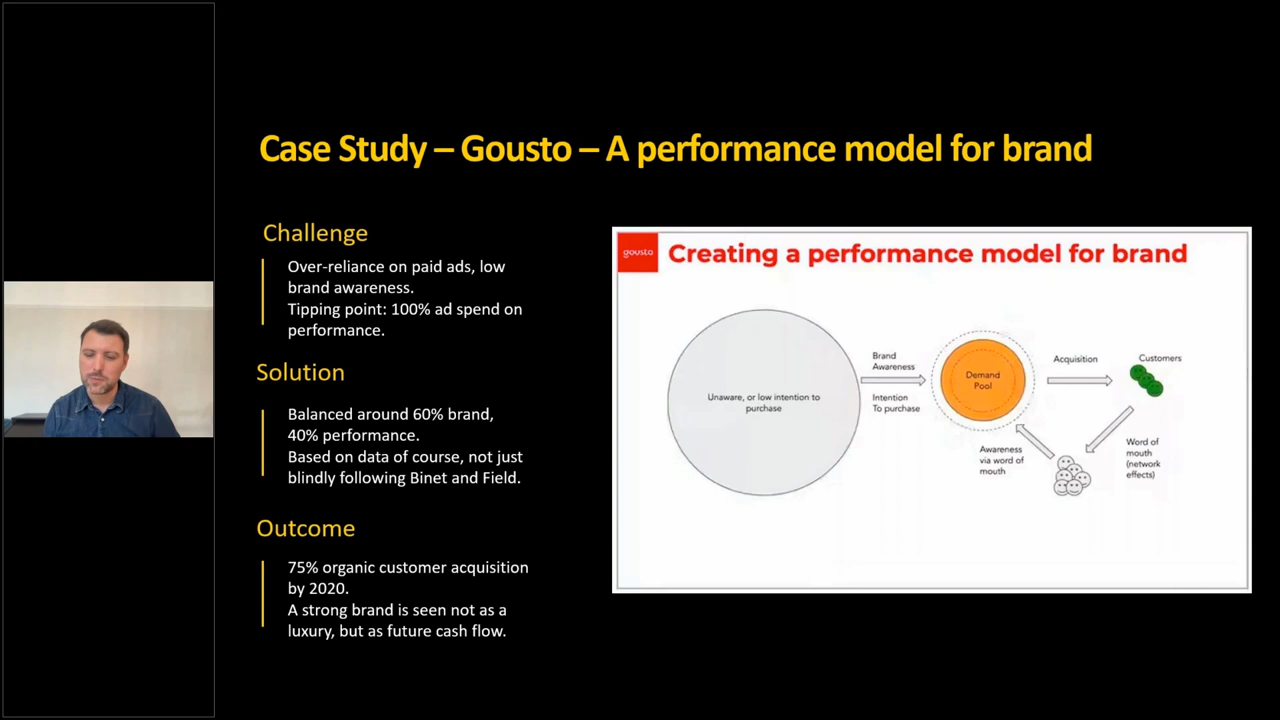 Case Study – Gousto – A performance model for brand
Challenge
Over-reliance on paid ads, low
brand awareness.
Tipping point: 100% ad spend on
performance.
Solution
Balanced around 60% brand,
40% performance.
Based on data of course, not just
blindly following Binet and Field.
Outcome
75% organic customer acquisition
by 2020.
A strong brand is seen not as a
luxury, but as future cash flow.
gousto
Creating a performance model for brand
Unaware, or low intention to
purchase
Brand
Awareness
Intention
To purchase
Demand
Pool
Acquisition
Customers
Word of
mouth
(network
effects)
Awareness
via word of
mouth